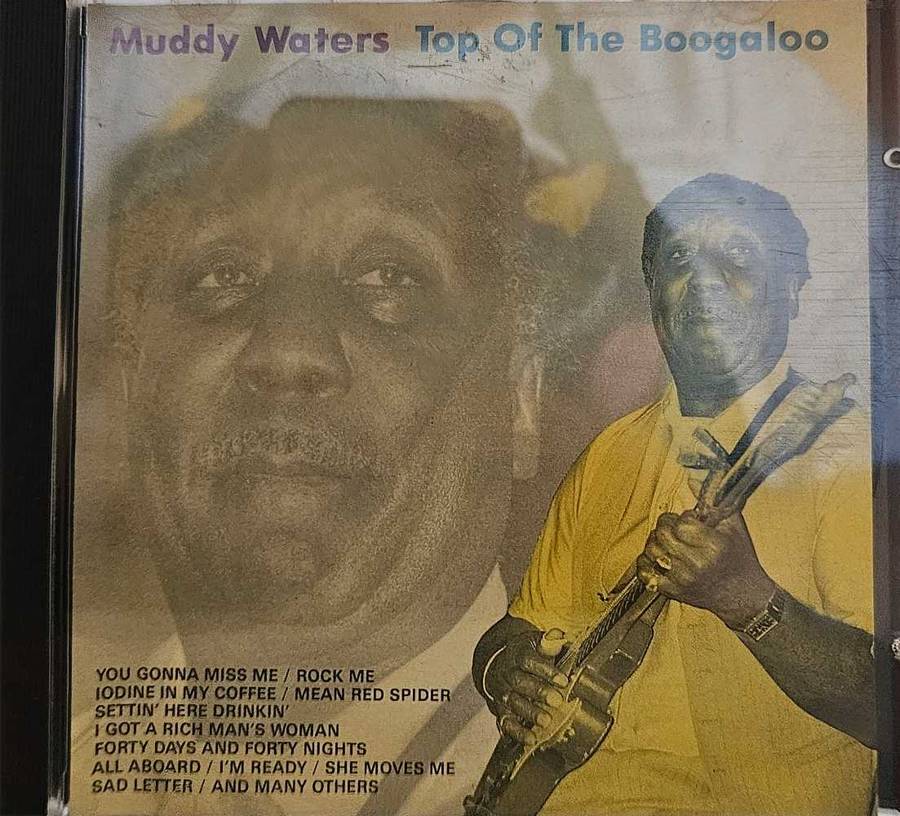 Muddy Waters Top Of The Boogaloo
YOU GONNA MISS ME / ROCK ME
IODINE IN MY COFFEE / MEAN RED SPIDER
SETTIN' HERE DRINKIN'
I GOT A RICH MAN'S WOMAN
FORTY DAYS AND FORTY NIGHTS
ALL ABOARD / I'M READY / SHE MOVES ME
SAD LETTER / AND MANY OTHERS